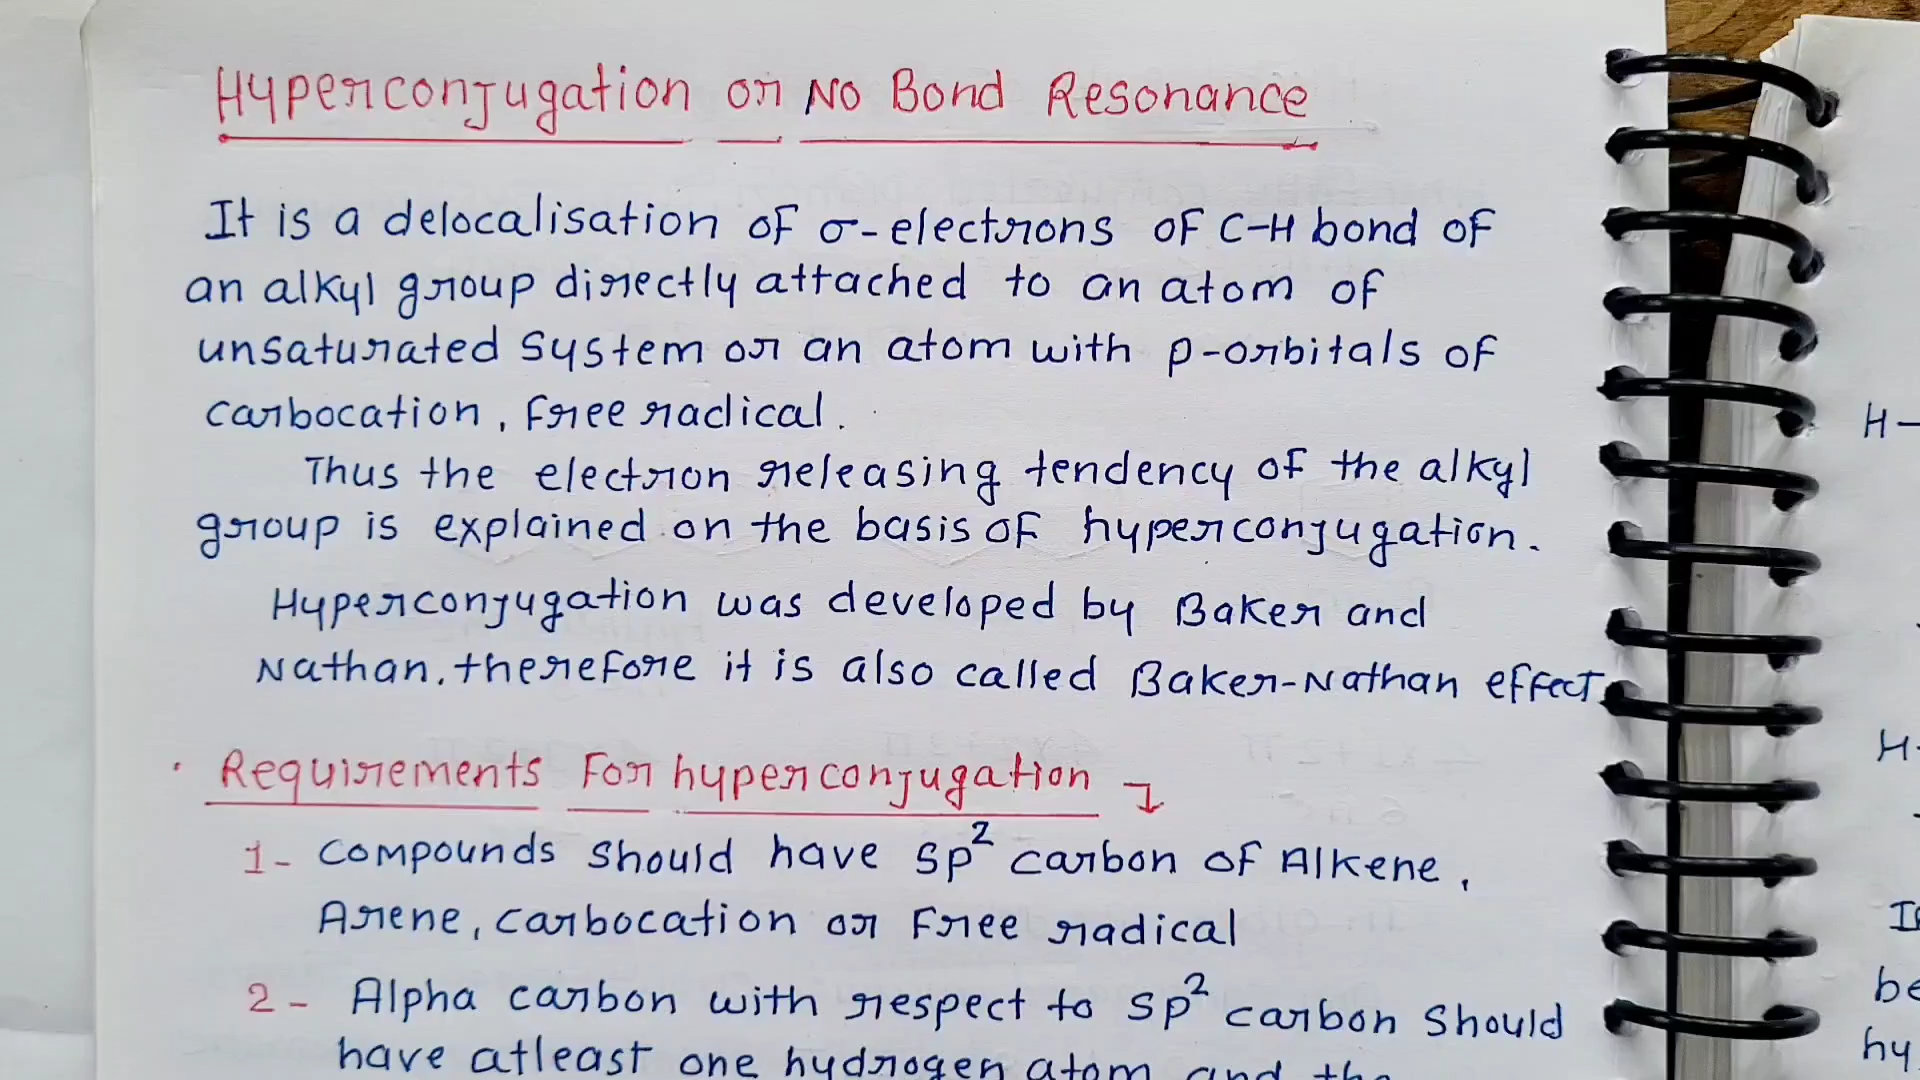 Hyperconjugation or No Bond Resonance
It is a delocalisation of σ-electrons of C-H bond of
an alkyl group directly attached to an atom of
unsaturated system or an atom with p-orbitals of
carbocation, free radical.
Thus the electron releasing tendency of the alkyl
group is explained on the basis of hyperconjugation.
Hyperconjugation was developed by Baker and
Nathan. therefore it is also called Baker-Nathan effect
Requirements for hyperconjugation
1- Compounds should have sp² carbon of Alkene,
Arene, carbocation or free radical
2- Alpha carbon with respect to sp² carbon should
have atleast one hydrogen atom and the
H-
H-
be
hy